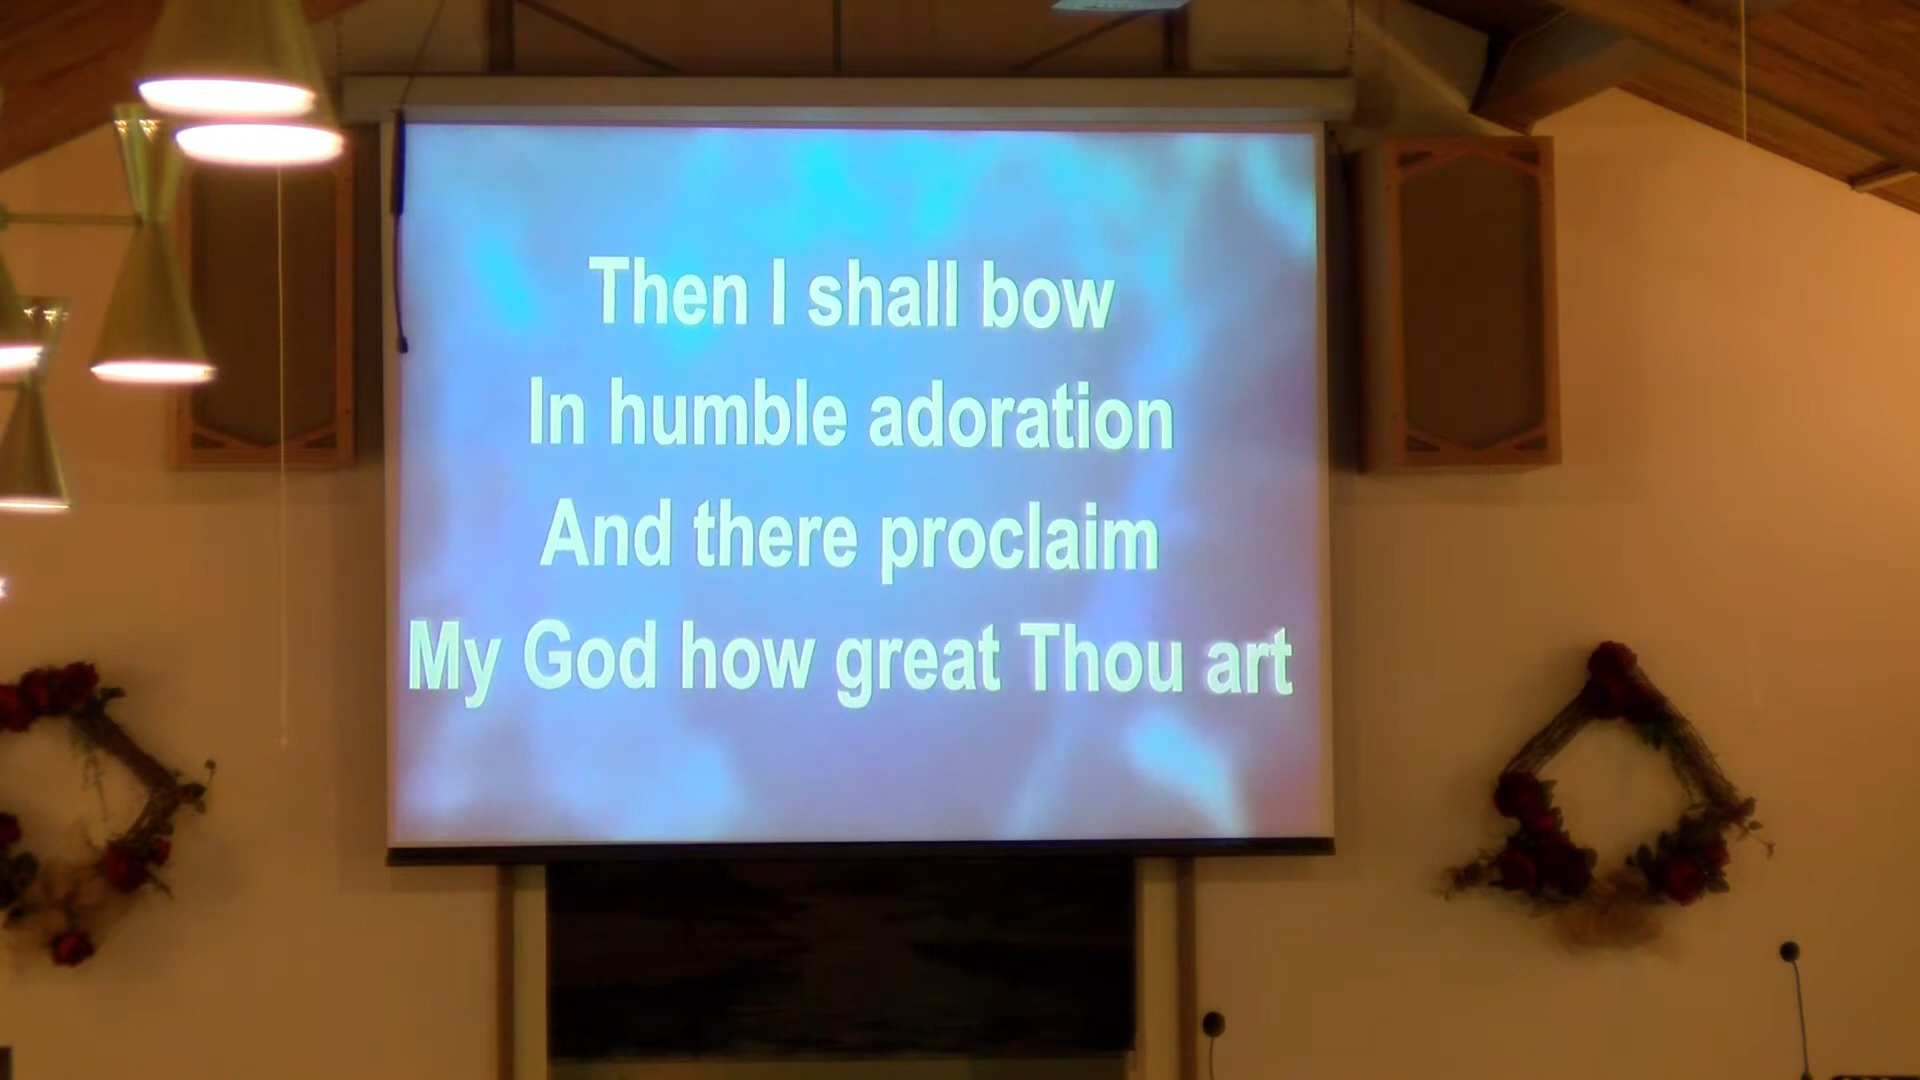 Then I shall bow
In humble adoration
And there proclaim
My God how great Thou art